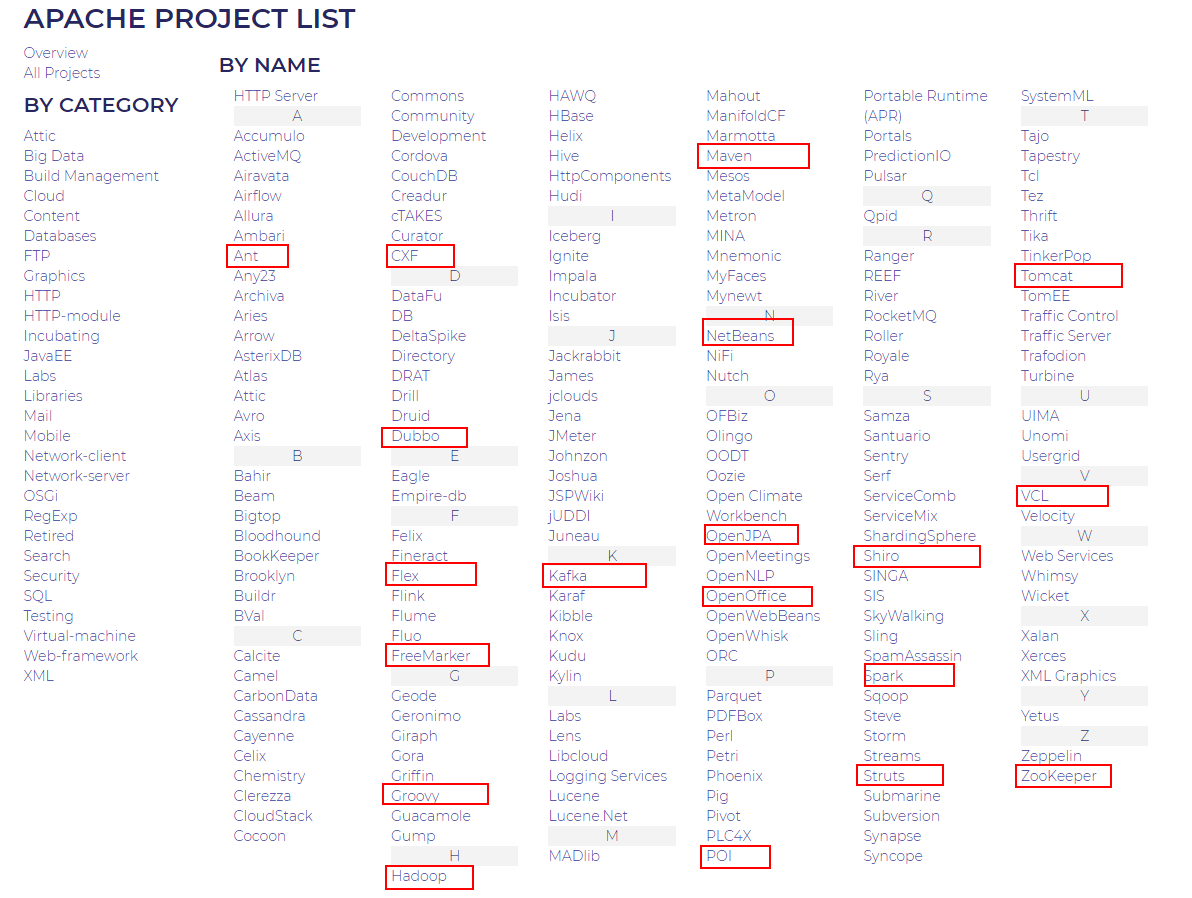 APACHE PROJECT LIST
Overview
All Projects
BY CATEGORY
Attic
Big Data
Build Management
Cloud
Content
Databases
FTP
Graphics
HTTP
HTTP-module
Incubating
JavaEE
Labs
Libraries
Mail
Mobile
Network-client
Network-server
OSGi
RegExp
Retired
Search
Security
SQL
Testing
Virtual-machine
Web-framework
XML
BY NAME
HTTP Server
A
Accumulo
ActiveMQ
Airavata
Airflow
Allura
Ambari
Ant
Any23
Archiva
Aries
Arrow
AsterixDB
Atlas
Attic
Avro
Axis
B
Bahir
Beam
Bigtop
Bloodhound
BookKeeper
Brooklyn
Buildr
BVal
C
Calcite
Camel
CarbonData
Cassandra
Cayenne
Celix
Chemistry
Clerezza
CloudStack
Cocoon
Commons
Community
Development
Cordova
CouchDB
Creadur
cTAKES
Curator
CXF
D
DataFu
DB
DeltaSpike
Directory
DRAT
Drill
Druid
Dubbo
E
Eagle
Empire-db
F
Felix
Fineract
Flex
Flink
Flume
Fluo
FreeMarker
G
Geode
Geronimo
Giraph
Gora
Griffin
Groovy
Guacamole
Gump
H
Hadoop
HAWQ
HBase
Helix
Hive
HttpComponents
Hudi
I
Iceberg
Ignite
Impala
Incubator
Isis
J
Jackrabbit
James
jclouds
Jena
JMeter
Johnzon
Joshua
JSPWiki
jUDDI
Juneau
K
Kafka
Karaf
Kibble
Knox
Kudu
Kylin
L
Labs
Lens
Libcloud
Logging Services
Lucene
Lucene.Net
M
MADlib
Mahout
ManifoldCF
Marmotta
Maven
Mesos
MetaModel
Metron
MINA
Mnemonic
MyFaces
Mynewt
N
NetBeans
NiFi
Nutch
O
OFBiz
Olingo
OODT
Oozie
Open Climate
Workbench
OpenJPA
OpenMeetings
OpenNLP
OpenOffice
OpenWebBeans
OpenWhisk
ORC
P
Parquet
PDFBox
Perl
Petri
Phoenix
Pig
Pivot
PLC4X
POI
Portable Runtime
(APR)
Portals
PredictionIO
Pulsar
Q
Qpid
R
Ranger
REEF
River
RocketMQ
Roller
Royale
Rya
S
Samza
Santuario
Sentry
Serf
ServiceComb
ServiceMix
ShardingSphere
Shiro
SINGA
SIS
SkyWalking
Sling
SpamAssassin
Spark
Sqoop
Steve
Storm
Streams
Struts
Submarine
Subversion
Synapse
Syncope
SystemML
T
Tajo
Tapestry
Tcl
Tez
Thrift
Tika
TinkerPop
Tomcat
TomEE
Traffic Control
Traffic Server
Trafodion
Turbine
U
UIMA
Unomi
Usergrid
V
VCL
Velocity
W
Web Services
Whimsy
Wicket
X
Xalan
Xerces
XML Graphics
Y
Yetus
Z
Zeppelin
ZooKeeper